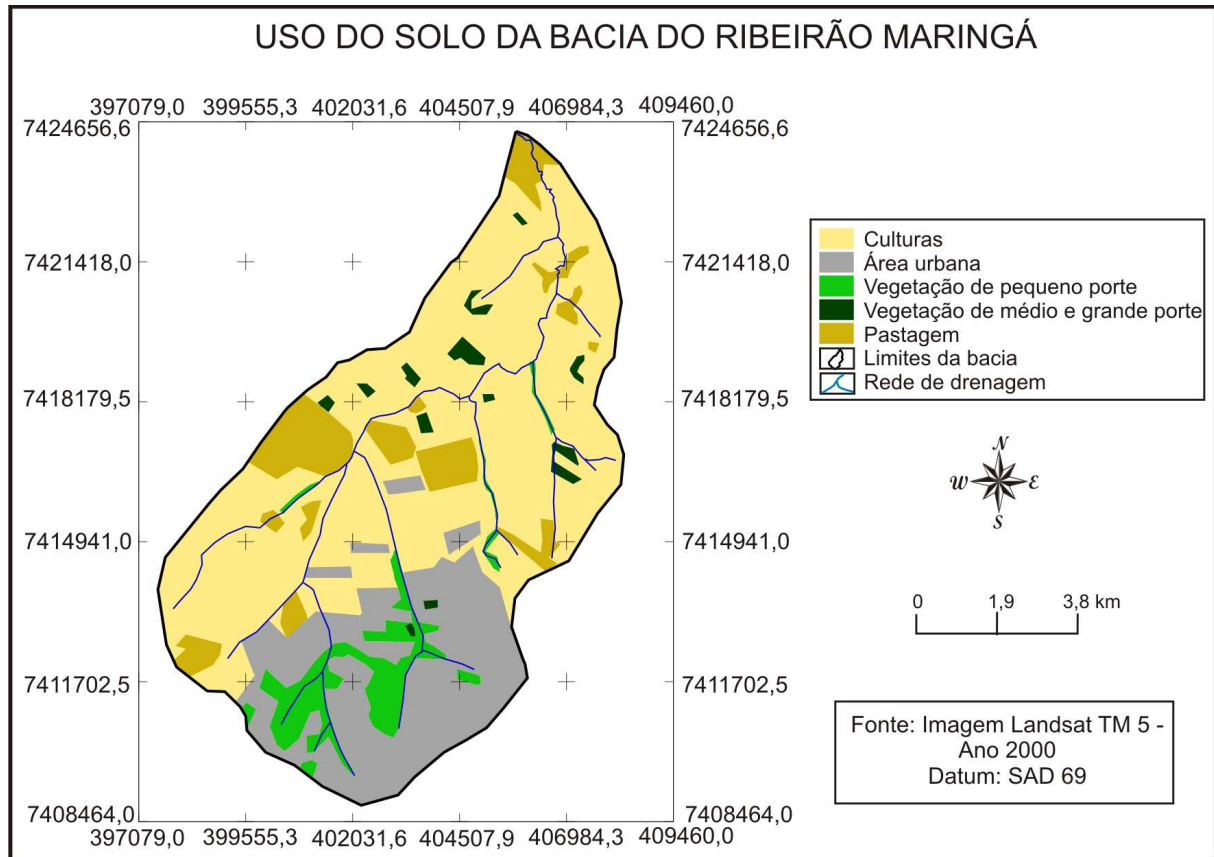 USO DO SOLO DA BACIA DO RIBEIRÃO MARINGÁ
397079,0 399555,3 402031,6 404507,9 406984,3 409460,0
7424656,6 7424656,6
7421418,0 7421418,0
7418179,5 7418179,5
7414941,0 7414941,0
7411702,5 7411702,5
7408464,0 7408464,0
397079,0 399555,3 402031,6 404507,9 406984,3 409460,0
Culturas
Área urbana
Vegetação de pequeno porte
Vegetação de médio e grande porte
Pastagem
Limites da bacia
Rede de drenagem
N
W E
S
0 1,9 3,8 km
Fonte: Imagem Landsat TM 5 -
Ano 2000
Datum: SAD 69